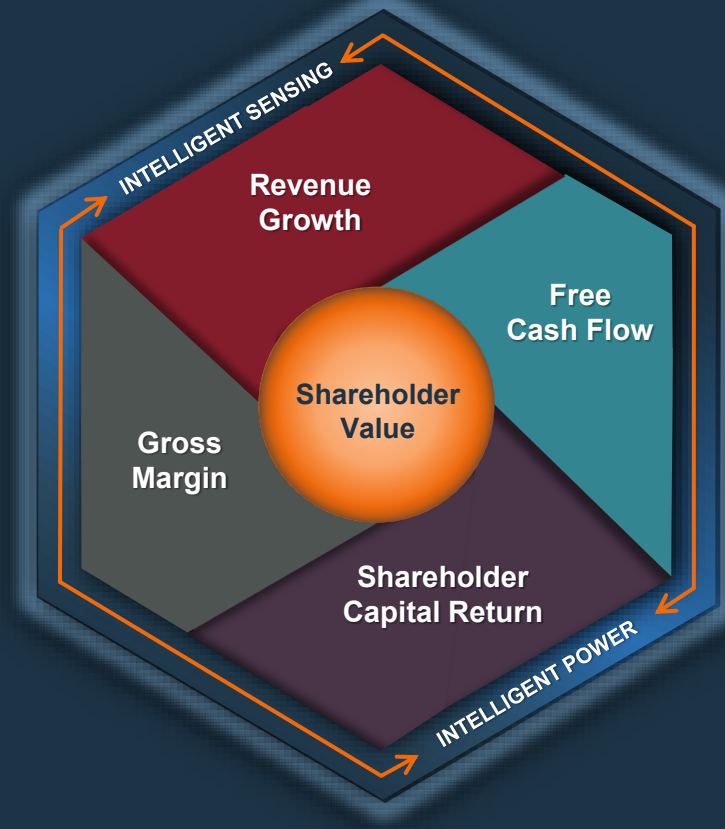 INTELLIGENT SENSING
Revenue
Growth
Free
Cash Flow
Shareholder
Value
Gross
Margin
Shareholder
Capital Return
INTELLIGENT POWER